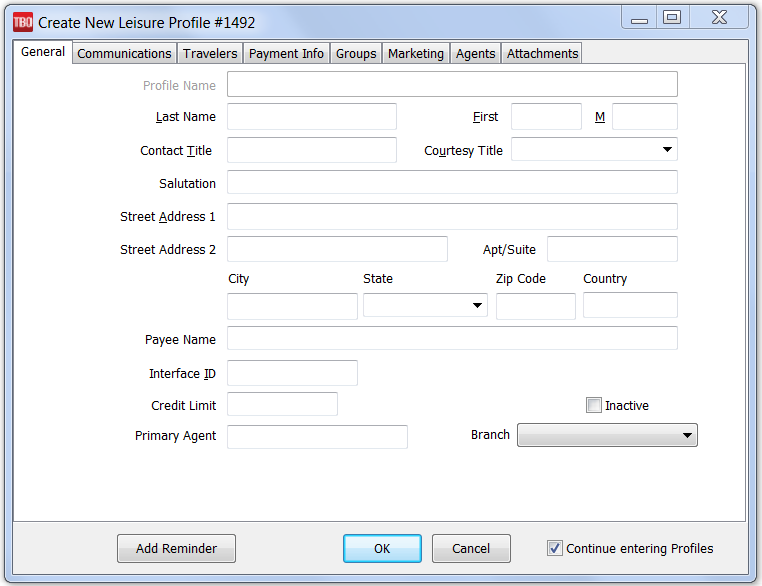 TBO Create New Leisure Profile #1492
General Communications Travelers Payment Info Groups Marketing Agents Attachments
Profile Name
Last Name First M
Contact Title Courtesy Title
Salutation
Street Address 1
Street Address 2 Apt/Suite
City State Zip Code Country
Payee Name
Interface ID
Credit Limit Inactive
Primary Agent Branch
Add Reminder OK Cancel Continue entering Profiles